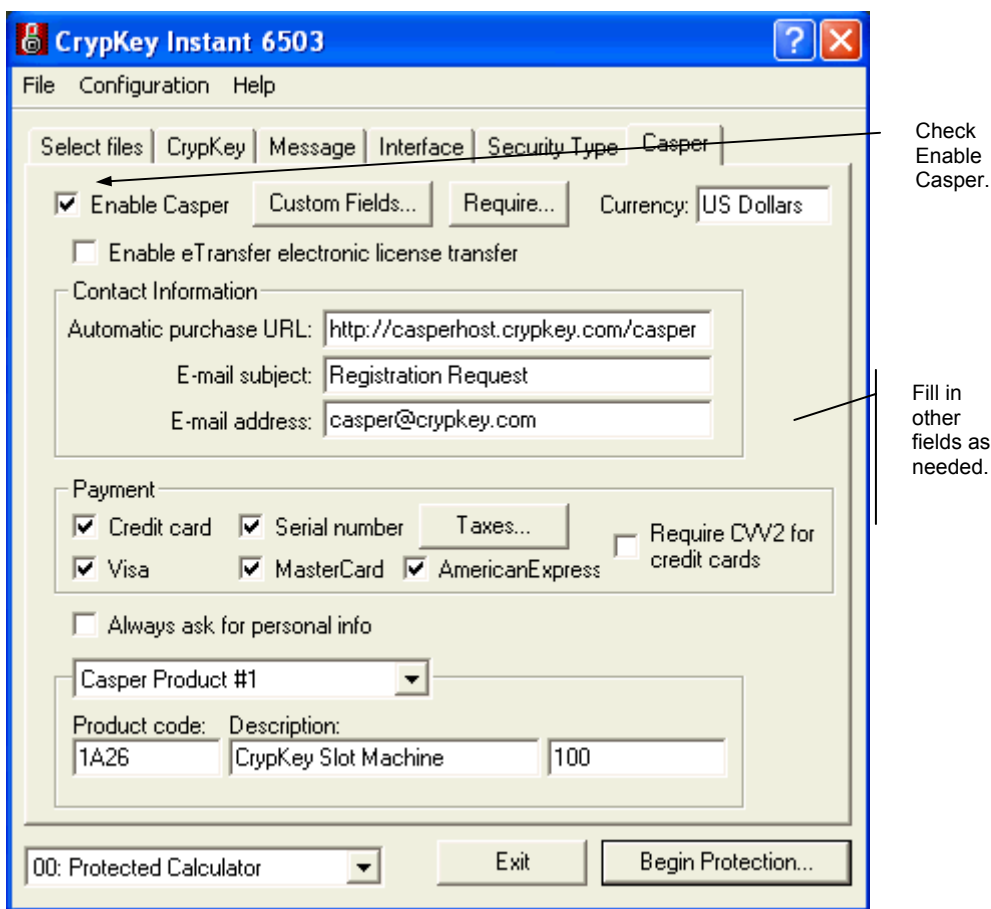 CrypKey Instant 6503
File Configuration Help
Select files CrypKey Message Interface Security Type Casper
Check
Enable
Casper.
Enable Casper Custom Fields... Require... Currency: US Dollars
Enable eTransfer electronic license transfer
Contact Information
Automatic purchase URL: http://casperhost.crypkey.com/casper
E-mail subject: Registration Request
E-mail address: casper@crypkey.com
Fill in
other
fields as
needed.
Payment
Credit card Serial number Taxes... Require CVV2 for
credit cards
Visa MasterCard AmericanExpress
Always ask for personal info
Casper Product #1
Product code: Description:
1A26 CrypKey Slot Machine 100
00: Protected Calculator Exit Begin Protection...